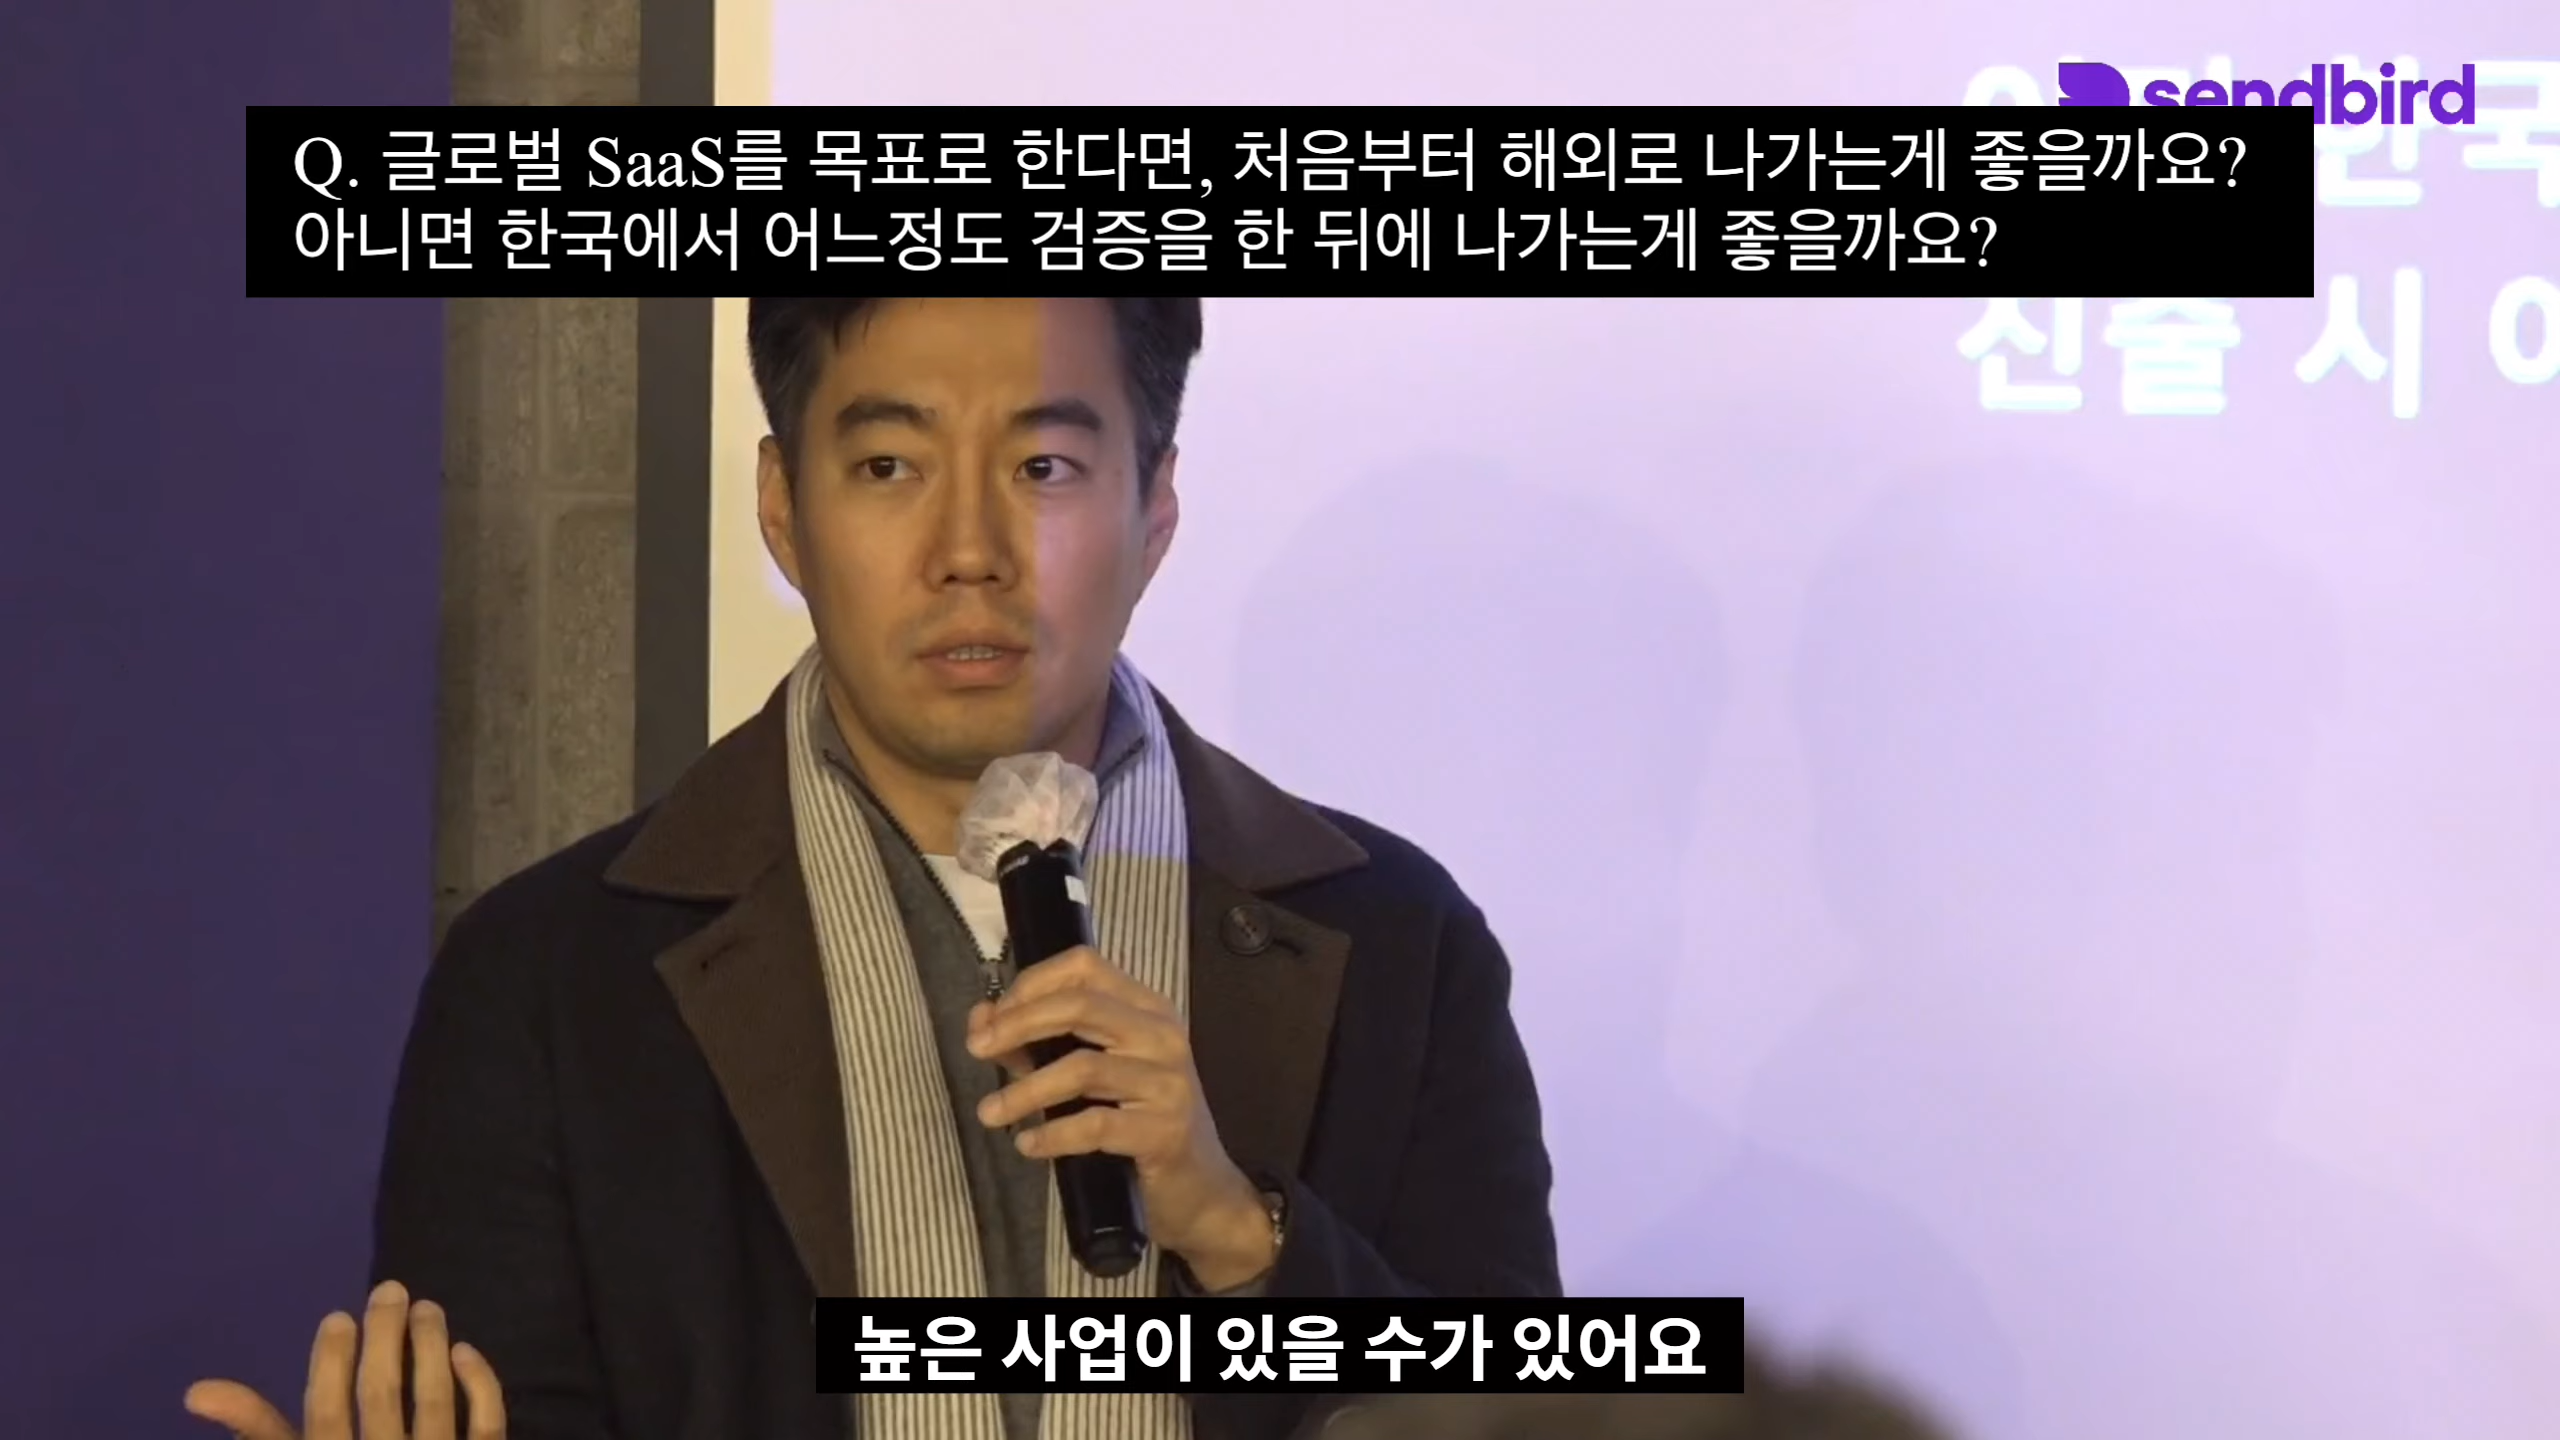 sendbird
Q. 글로벌 SaaS를 목표로 한다면, 처음부터 해외로 나가는게 좋을까요?
아니면 한국에서 어느정도 검증을 한 뒤에 나가는게 좋을까요?
시
높은 사업이 있을 수가 있어요